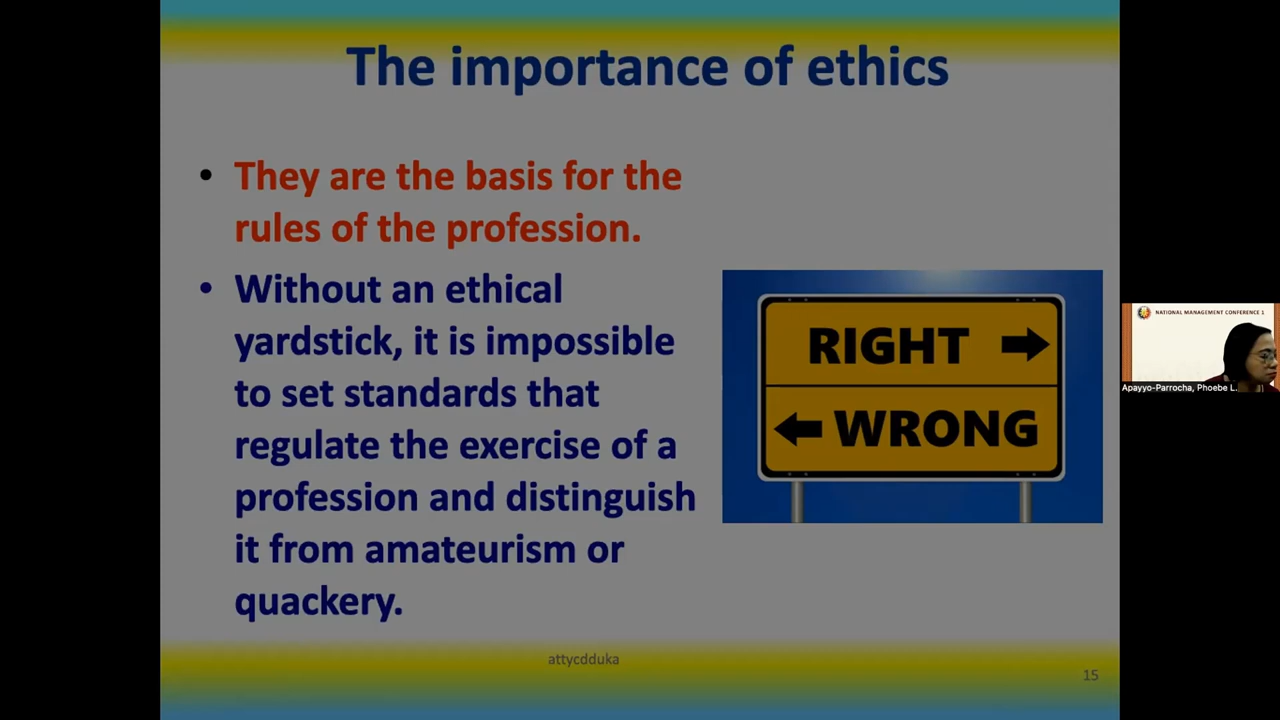 The importance of ethics
• They are the basis for the
rules of the profession.
• Without an ethical
yardstick, it is impossible
to set standards that
regulate the exercise of a
profession and distinguish
it from amateurism or
quackery.
RIGHT
WRONG
attycdduka
15
NATIONAL MANAGEMENT CONFERENCE 1
Apayyo-Parrocha, Phoebe L.